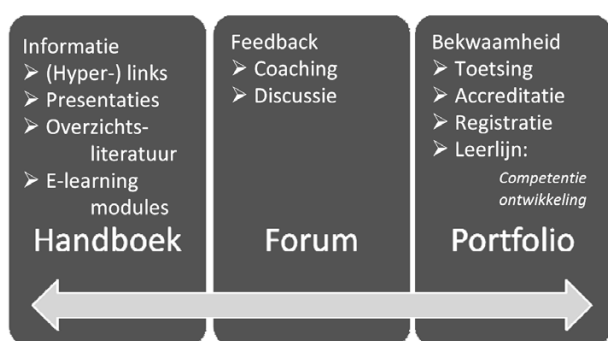 Informatie
➢ (Hyper-) links
➢ Presentaties
➢ Overzichts-
literatuur
➢ E-learning
modules
Handboek
Feedback
➢ Coaching
➢ Discussie
Forum
Bekwaamheid
➢ Toetsing
➢ Accreditatie
➢ Registratie
➢ Leerlijn:
Competentie
ontwikkeling
Portfolio